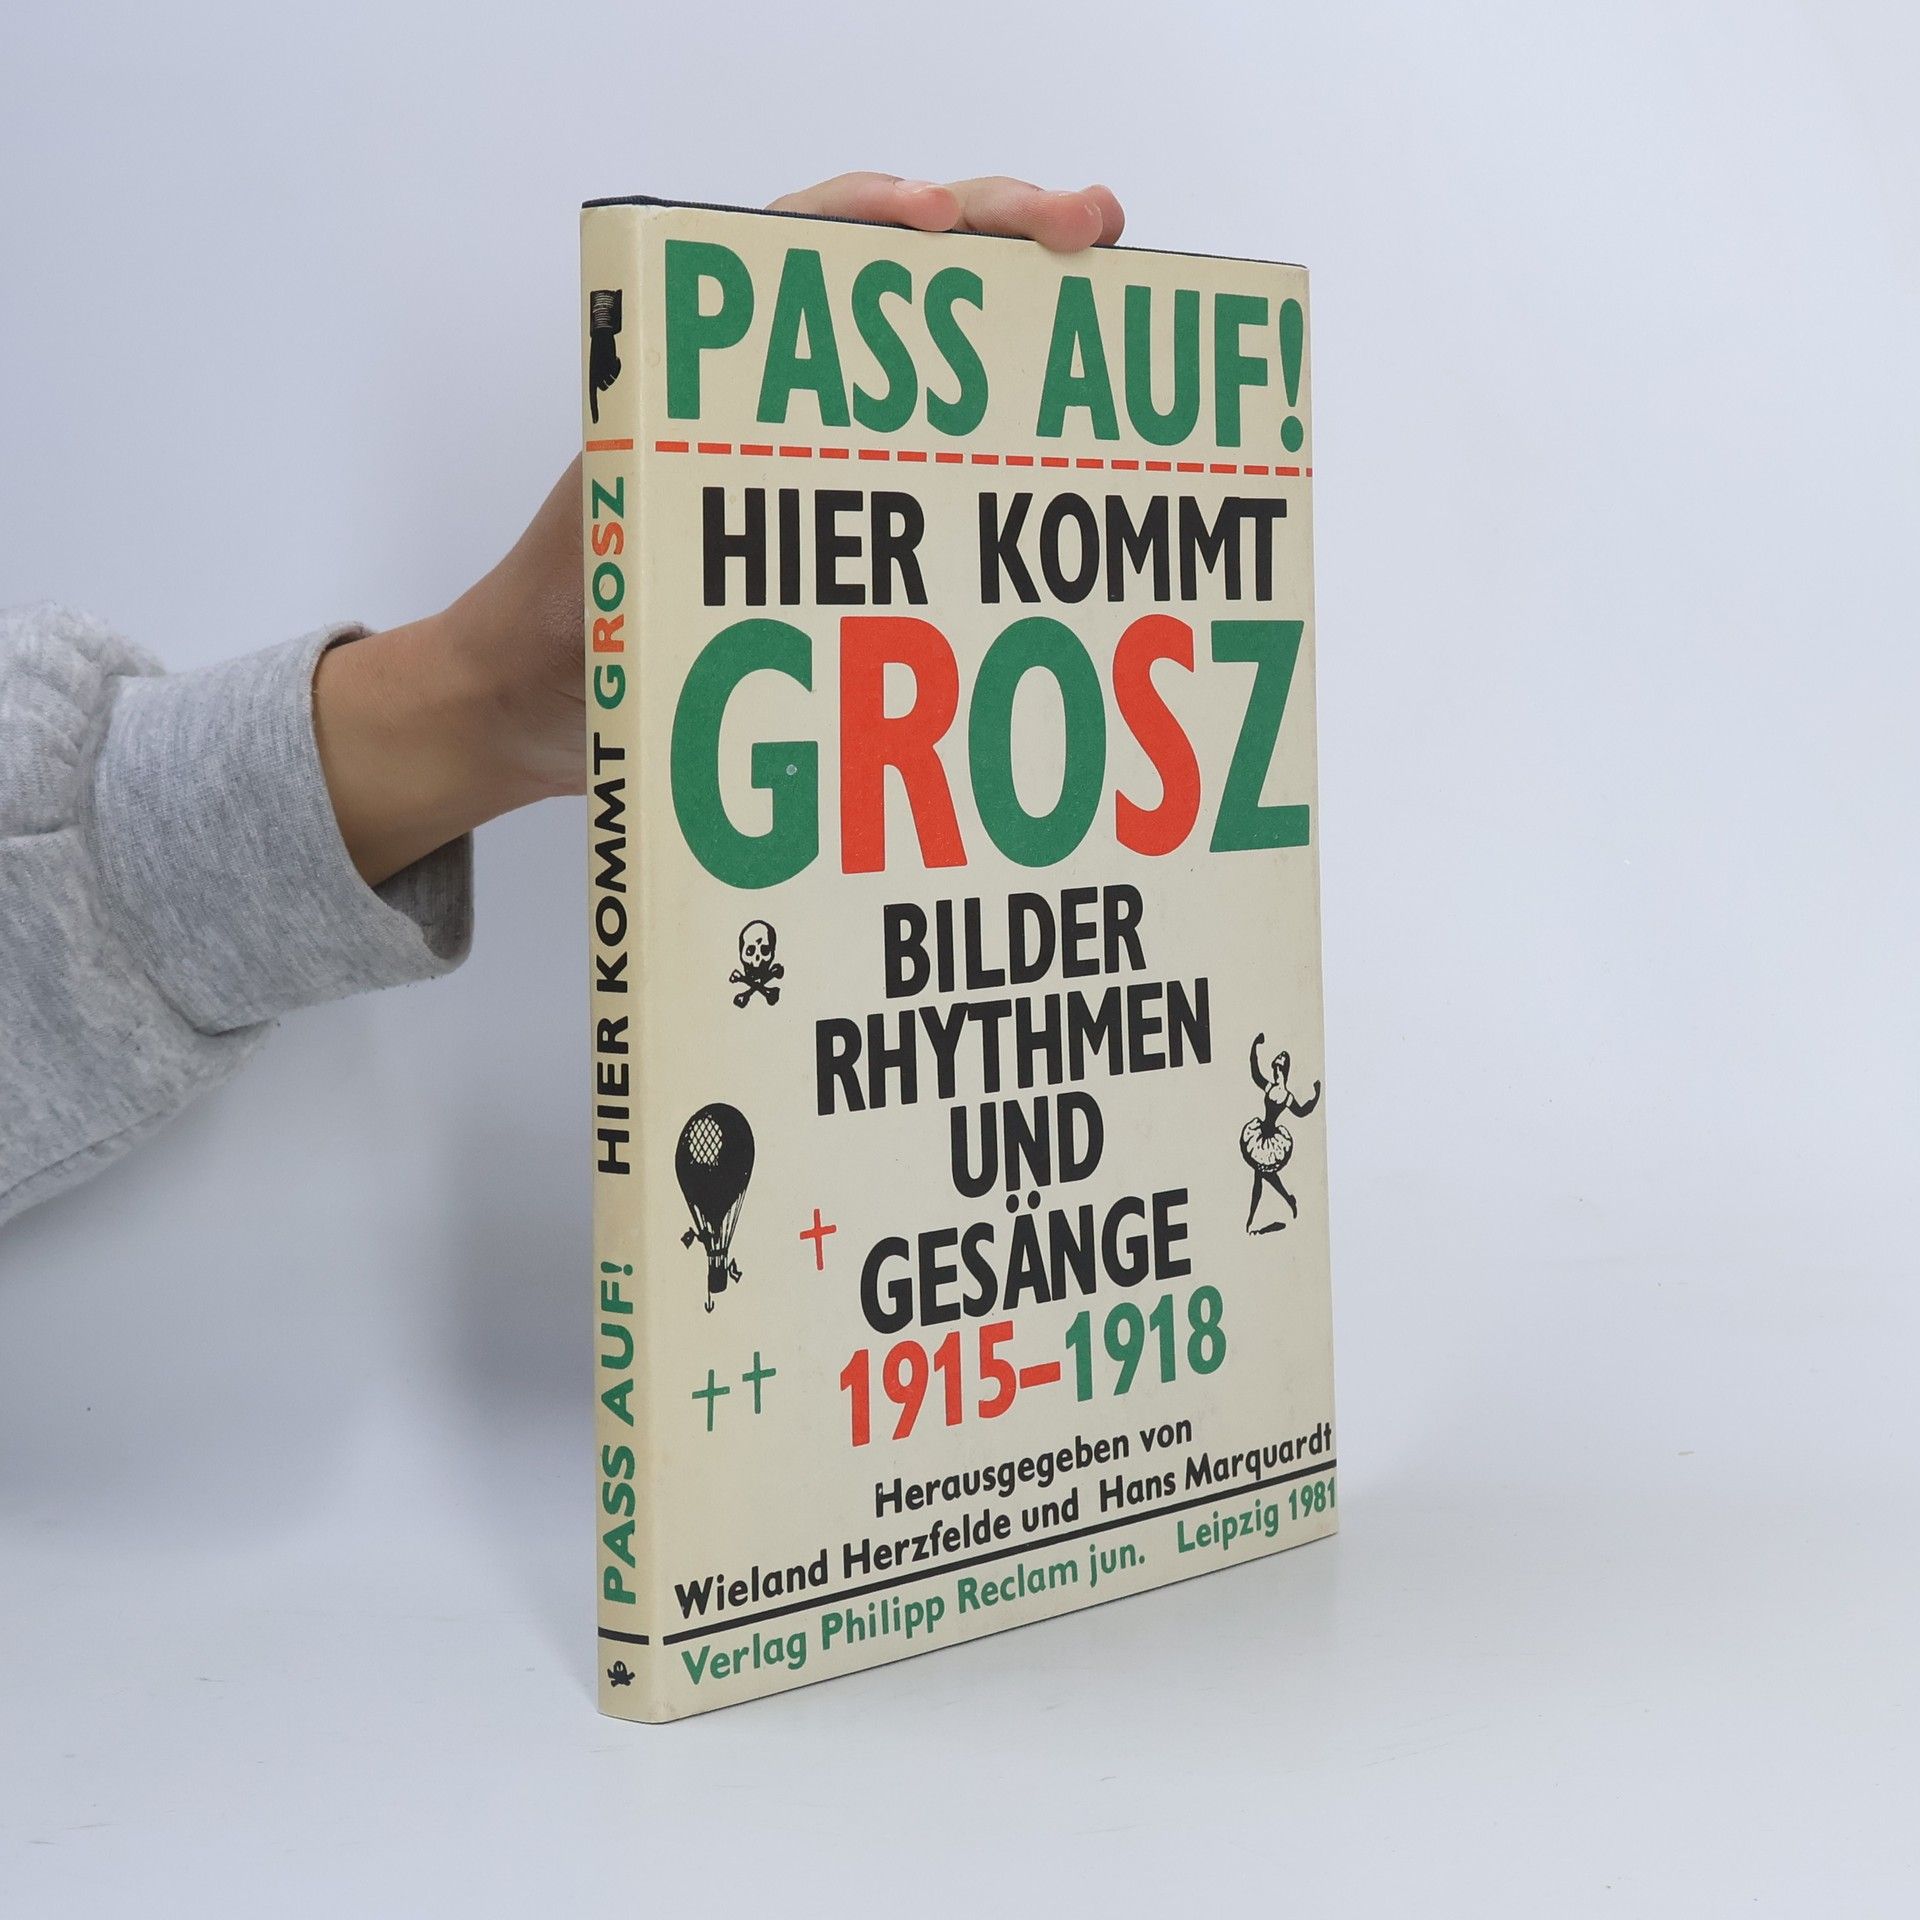 PASS AUF! HIER KOMMT GROSZ
PASS AUF!
HIER KOMMT
GROSZ
BILDER
RHYTHMEN
UND
GESÄNGE
1915-1918
Herausgegeben von
Wieland Herzfelde und Hans Marquardt
Verlag Philipp Reclam jun. Leipzig 1981